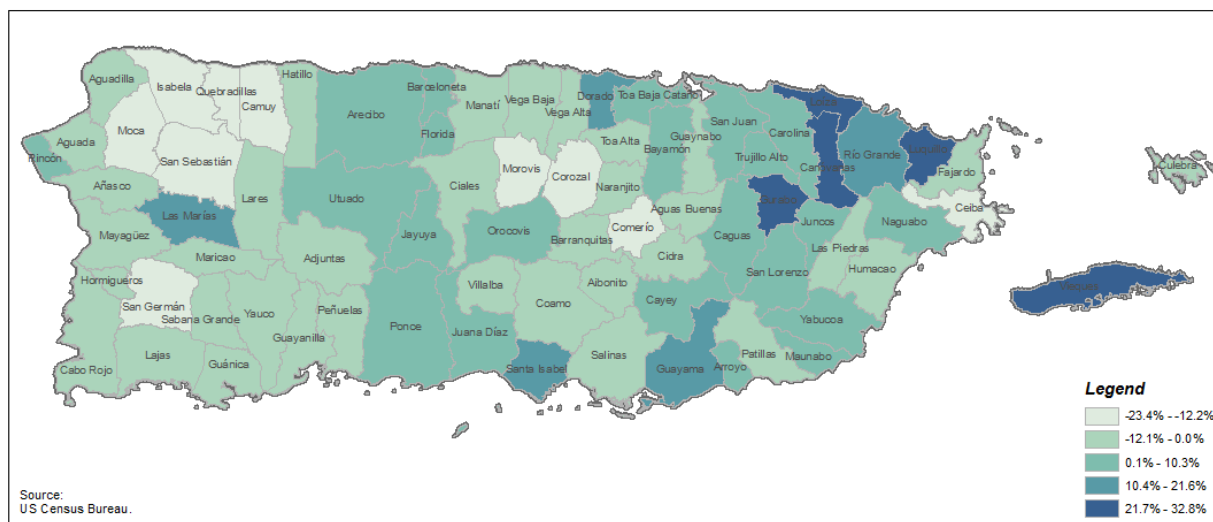 Aguadilla
Isabela
Quebradillas
Camuy
Hatillo
Arecibo
Barceloneta
Florida
Manatí
Vega Baja
Vega Alta
Dorado
Toa Baja
Cataño
San Juan
Carolina
Loíza
Río Grande
Luquillo
Fajardo
Culebra
Aguada
Moca
San Sebastián
Rincón
Añasco
Las Marías
Lares
Utuado
Ciales
Morovis
Corozal
Toa Alta
Naranjito
Bayamón
Guaynabo
Trujillo Alto
Canóvanas
Ceiba
Naguabo
Mayagüez
Maricao
Adjuntas
Jayuya
Orocovis
Barranquitas
Comerío
Aguas Buenas
Caguas
Gurabo
Juncos
Las Piedras
Humacao
Vieques
Hormigueros
San Germán
Sabana Grande
Yauco
Guayanilla
Peñuelas
Ponce
Juana Díaz
Villalba
Coamo
Aibonito
Cidra
Cayey
San Lorenzo
Yabucoa
Cabo Rojo
Lajas
Guánica
Santa Isabel
Salinas
Guayama
Arroyo
Patillas
Maunabo
Legend
-23.4% - -12.2%
-12.1% - 0.0%
0.1% - 10.3%
10.4% - 21.6%
21.7% - 32.8%
Source:
US Census Bureau.